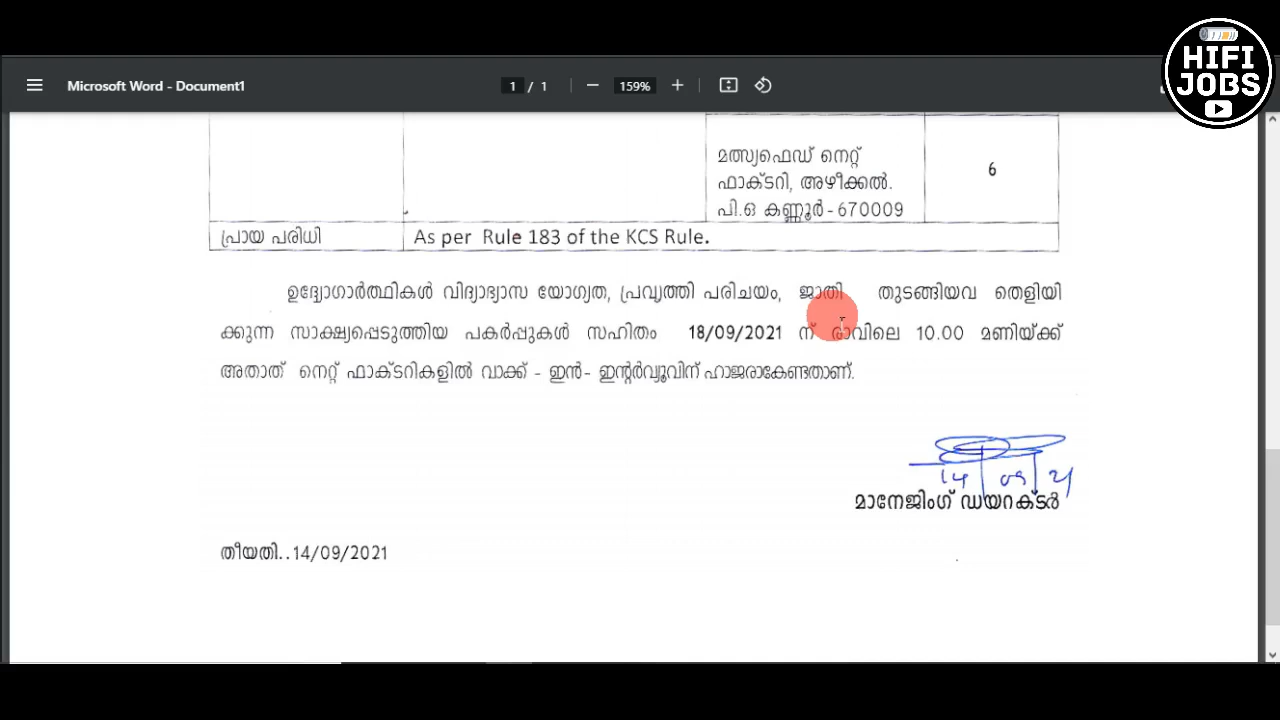 HIFI
JOBS
Microsoft Word - Document1
1 / 1
159%
മത്സ്യഫെഡ് നെറ്റ്
ഫാക്ടറി, അഴീക്കൽ.
പി.ഒ കണ്ണൂർ-670009
6
പ്രായ പരിധി
As per Rule 183 of the KCS Rule.
ഉദ്യോഗാർത്ഥികൾ വിദ്യാഭ്യാസ യോഗ്യത, പ്രവൃത്തി പരിചയം, ജാതി തുടങ്ങിയവ തെളിയി
ക്കുന്ന സാക്ഷ്യപ്പെടുത്തിയ പകർപ്പുകൾ സഹിതം 18/09/2021 ന് രാവിലെ 10.00 മണിയ്ക്ക്
അതാത് നെറ്റ് ഫാക്ടറികളിൽ വാക്ക് - ഇൻ- ഇന്റർവ്യൂവിന് ഹാജരാകേണ്ടതാണ്.
14 09 21
മാനേജിംഗ് ഡയറക്ടർ
തീയതി..14/09/2021